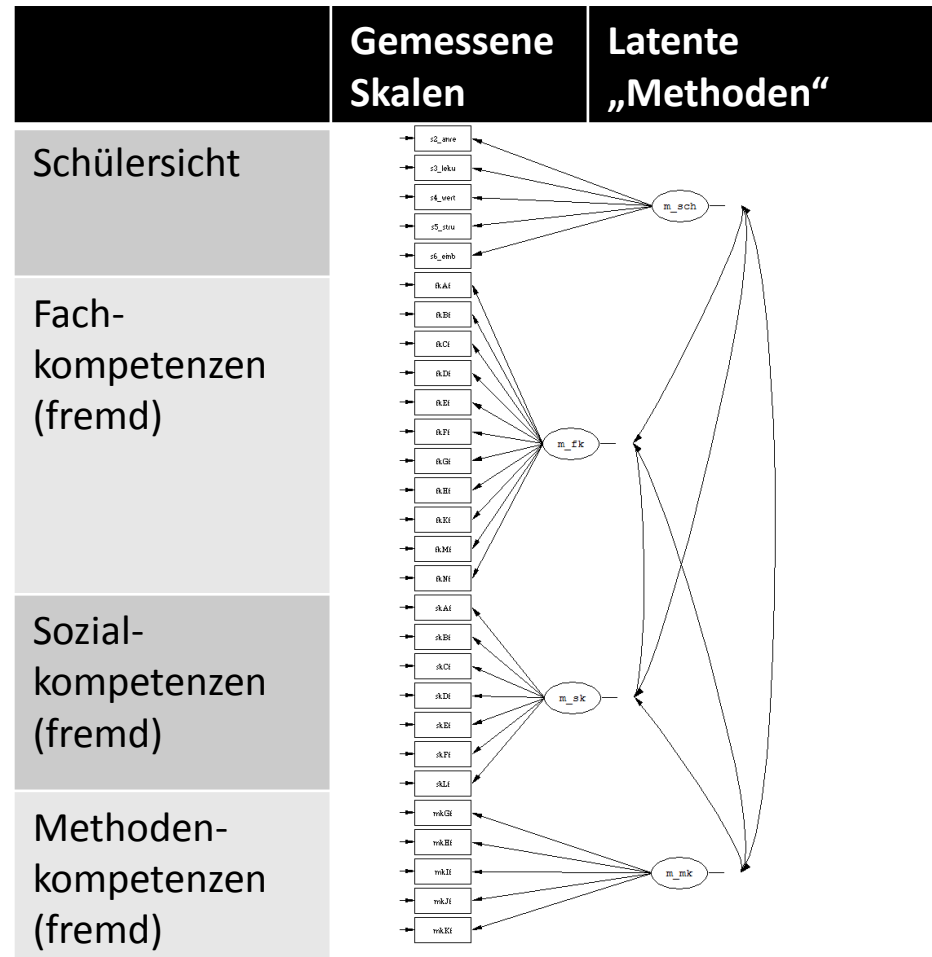 Gemessene
Skalen
Latente
„Methoden“
Schülersicht
s2_anre
s3_leku
s4_wert
s5_stru
s6_einb
m_sch
Fach-
kompetenzen
(fremd)
fkAf
fkBf
fkCf
fkDf
fkEf
fkFf
fkGf
fkHf
fkKf
fkMf
fkNf
m_fk
Sozial-
kompetenzen
(fremd)
skAf
skBf
skCf
skDf
skEf
skFf
skLf
m_sk
Methoden-
kompetenzen
(fremd)
mkGf
mkHf
mkIf
mkJf
mkKf
m_mk